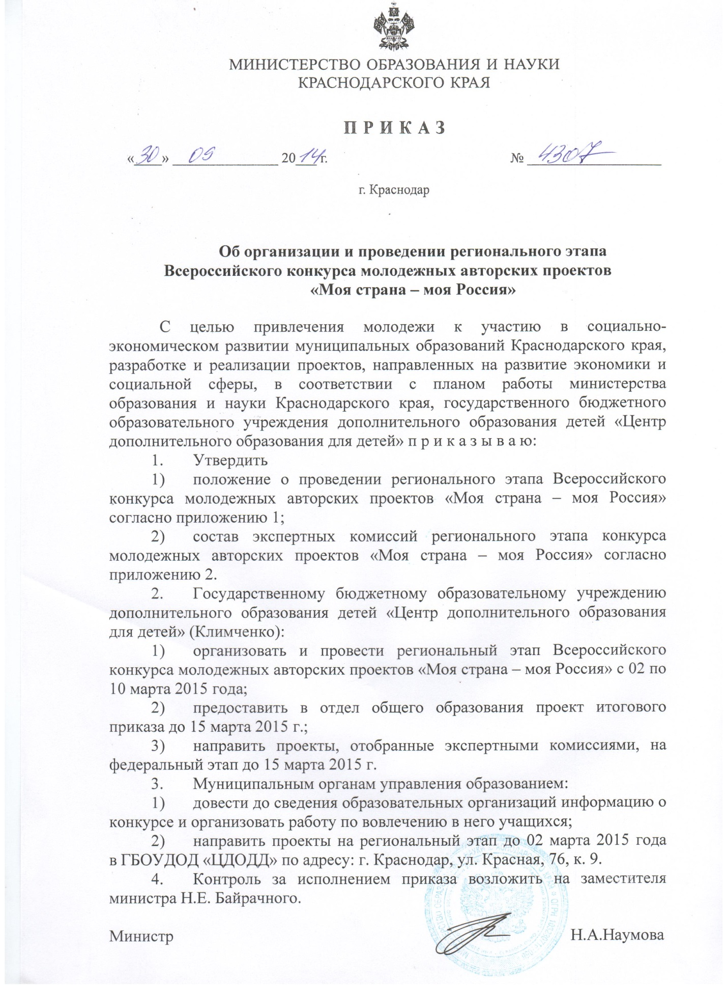 МИНИСТЕРСТВО ОБРАЗОВАНИЯ И НАУКИ
КРАСНОДАРСКОГО КРАЯ
П Р И К А З
«30» 09 2014 г. № 4307
г. Краснодар
Об организации и проведении регионального этапа
Всероссийского конкурса молодежных авторских проектов
«Моя страна – моя Россия»
С целью привлечения молодежи к участию в социально-
экономическом развитии муниципальных образований Краснодарского края,
разработке и реализации проектов, направленных на развитие экономики и
социальной сферы, в соответствии с планом работы министерства
образования и науки Краснодарского края, государственного бюджетного
образовательного учреждения дополнительного образования детей «Центр
дополнительного образования для детей» п р и к а з ы в а ю:
1. Утвердить
1) положение о проведении регионального этапа Всероссийского
конкурса молодежных авторских проектов «Моя страна – моя Россия»
согласно приложению 1;
2) состав экспертных комиссий регионального этапа конкурса
молодежных авторских проектов «Моя страна – моя Россия» согласно
приложению 2.
2. Государственному бюджетному образовательному учреждению
дополнительного образования детей «Центр дополнительного образования
для детей» (Климченко):
1) организовать и провести региональный этап Всероссийского
конкурса молодежных авторских проектов «Моя страна – моя Россия» с 02 по
10 марта 2015 года;
2) предоставить в отдел общего образования проект итогового
приказа до 15 марта 2015 г.;
3) направить проекты, отобранные экспертными комиссиями, на
федеральный этап до 15 марта 2015 г.
3. Муниципальным органам управления образованием:
1) довести до сведения образовательных организаций информацию о
конкурсе и организовать работу по вовлечению в него учащихся;
2) направить проекты на региональный этап до 02 марта 2015 года
в ГБОУДОД «ЦДОДД» по адресу: г. Краснодар, ул. Красная, 76, к. 9.
4. Контроль за исполнением приказа возложить на заместителя
министра Н.Е. Байрачного.
Министр Н.А.Наумова